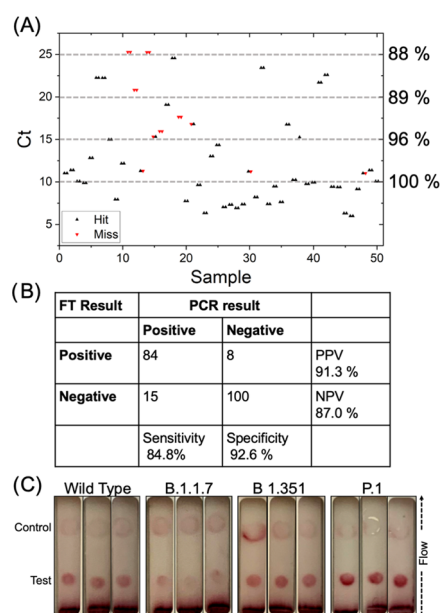 (A)
25
20
15
10
5
Ct
88 %
89 %
96 %
100 %
Hit
Miss
0 10 20 30 40 50
Sample
(B)
FT Result PCR result
Positive Negative
Positive 84 8 PPV
91.3 %
Negative 15 100 NPV
87.0 %
Sensitivity Specificity
84.8% 92.6 %
(C)
Wild Type B.1.1.7 B 1.351 P.1
Control
Test
Flow